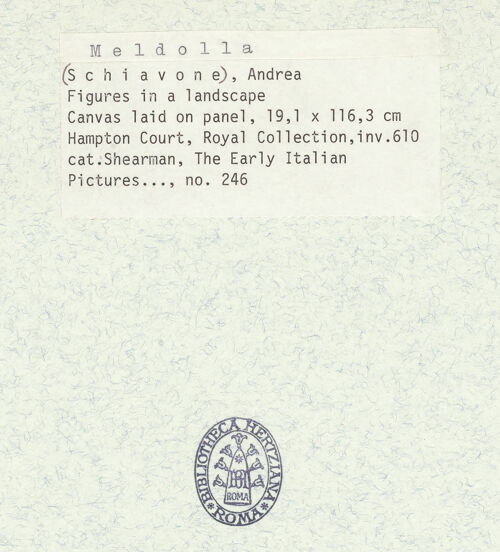 Meldolla
(Schiavone), Andrea
Figures in a landscape
Canvas laid on panel, 19,1 x 116,3 cm
Hampton Court, Royal Collection,inv.610
cat.Shearman, The Early Italian
Pictures..., no. 246
BIBLIOTHECA HERTZIANA
ROMA
ROMA